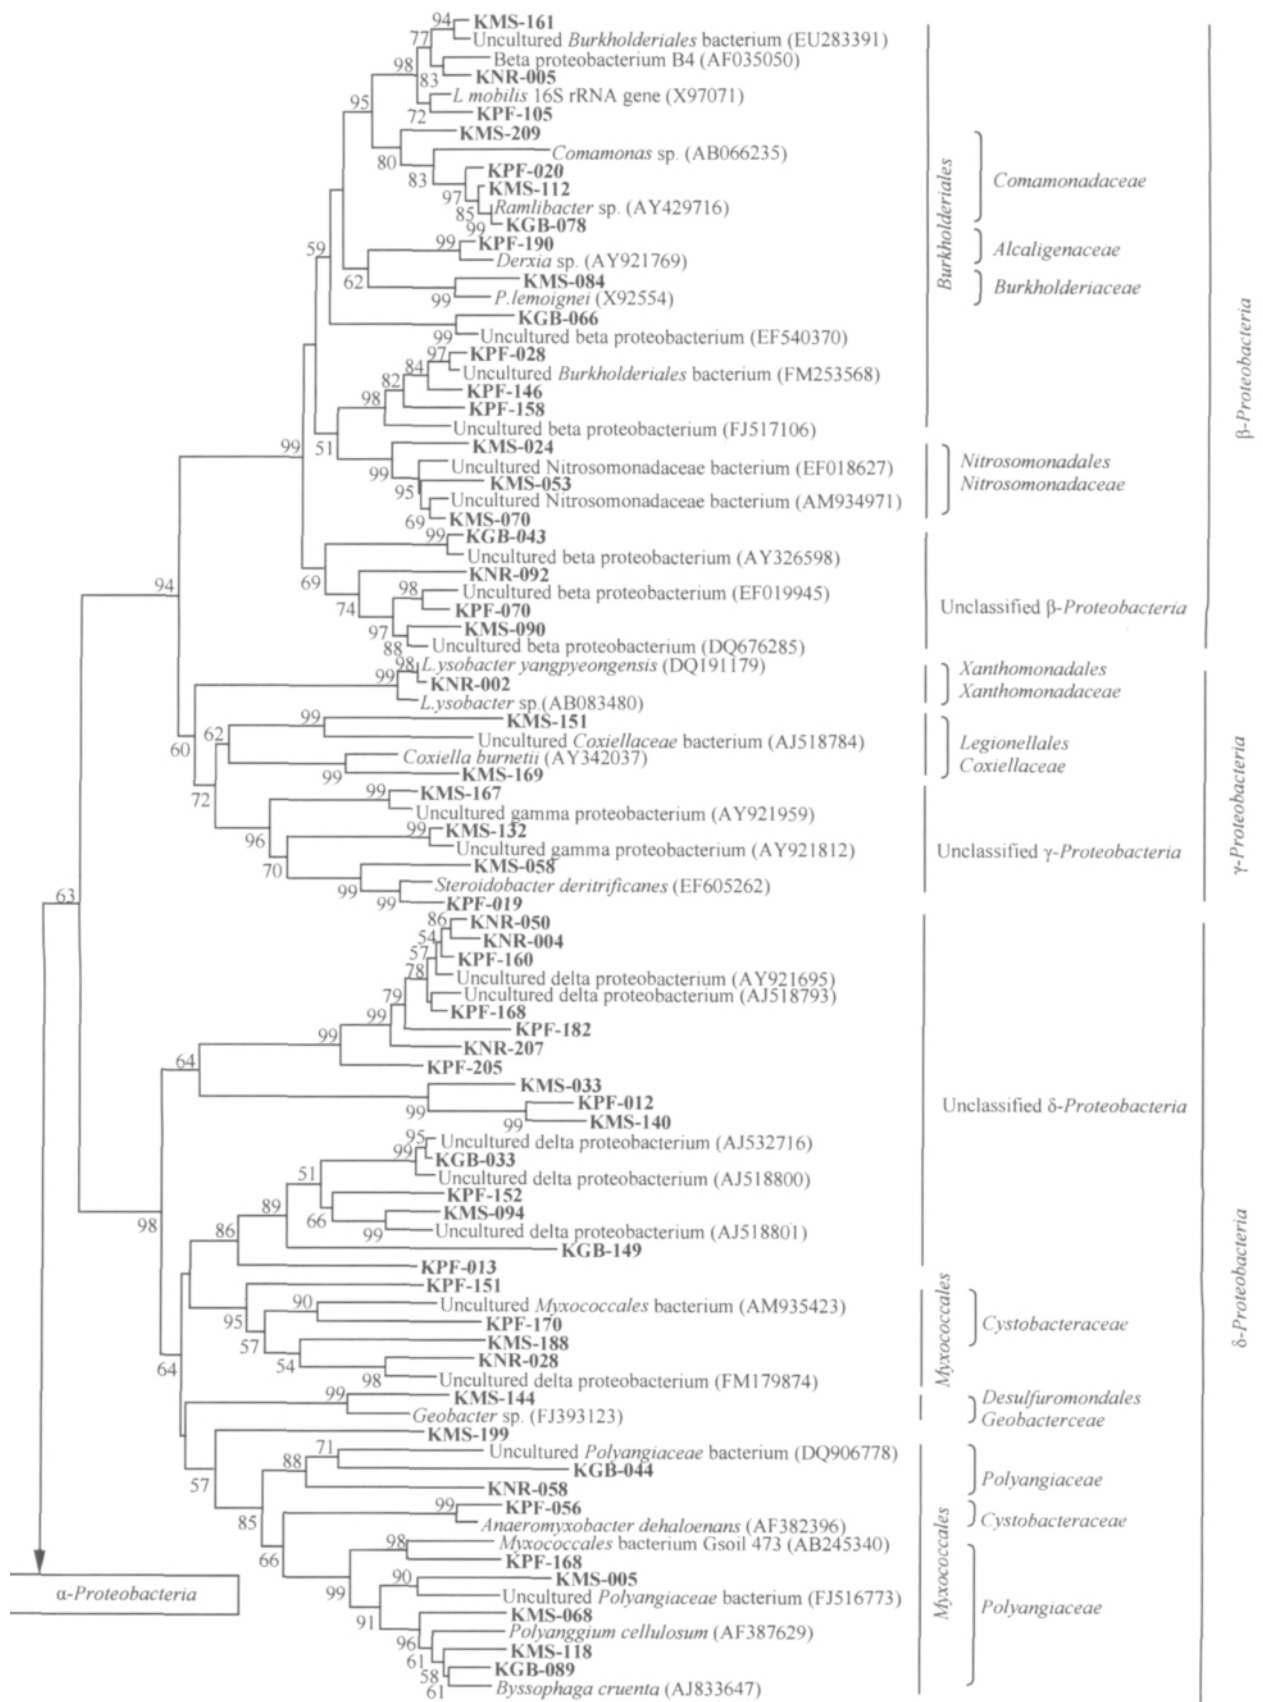 94 KMS-161
77 Uncultured Burkholderiales bacterium (EU283391)
Beta proteobacterium B4 (AF035050)
98
83 KNR-005
L mobilis 16S rRNA gene (X97071)
95
72 KPF-105
KMS-209
Comamonas sp. (AB066235)
80
83 KPF-020
97 KMS-112
85 Ramlibacter sp. (AY429716)
99 KGB-078
Comamonadaceae
99 KPF-190
Derxia sp. (AY921769)
Alcaligenaceae
59
62 KMS-084
99 P.lemoignei (X92554)
Burkholderiaceae
Burkholderiales
KGB-066
99 Uncultured beta proteobacterium (EF540370)
97 KPF-028
84 Uncultured Burkholderiales bacterium (FM253568)
82 KPF-146
98 KPF-158
Uncultured beta proteobacterium (FJ517106)
β-Proteobacteria
99 51 KMS-024
99 Uncultured Nitrosomonadaceae bacterium (EF018627)
95 KMS-053
Uncultured Nitrosomonadaceae bacterium (AM934971)
69 KMS-070
Nitrosomonadales
Nitrosomonadaceae
99 KGB-043
Uncultured beta proteobacterium (AY326598)
69 KNR-092
98 Uncultured beta proteobacterium (EF019945)
74 KPF-070
97 KMS-090
88 Uncultured beta proteobacterium (DQ676285)
Unclassified β-Proteobacteria
94
98 L.ysobacter yangpyeongensis (DQ191179)
99 KNR-002
L.ysobacter sp.(AB083480)
Xanthomonadales
Xanthomonadaceae
99 KMS-151
60 62 Uncultured Coxiellaceae bacterium (AJ518784)
Coxiella burnetii (AY342037)
99 KMS-169
Legionellales
Coxiellaceae
72
99 KMS-167
Uncultured gamma proteobacterium (AY921959)
96 99 KMS-132
Uncultured gamma proteobacterium (AY921812)
70 KMS-058
99 Steroidobacter deritrificanes (EF605262)
99 KPF-019
Unclassified γ-Proteobacteria
γ-Proteobacteria
63
86 KNR-050
54 KNR-004
57 KPF-160
78 Uncultured delta proteobacterium (AY921695)
79 Uncultured delta proteobacterium (AJ518793)
99 KPF-168
99 KPF-182
KNR-207
64 KPF-205
KMS-033
99 KPF-012
99 KMS-140
Unclassified δ-Proteobacteria
95 Uncultured delta proteobacterium (AJ532716)
99 KGB-033
51 Uncultured delta proteobacterium (AJ518800)
89 KPF-152
66 KMS-094
98 86 99 Uncultured delta proteobacterium (AJ518801)
KGB-149
KPF-013
δ-Proteobacteria
KPF-151
90 Uncultured Myxococcales bacterium (AM935423)
95 KPF-170
57 KMS-188
54 KNR-028
64 98 Uncultured delta proteobacterium (FM179874)
Cystobacteraceae
Myxococcales
99 KMS-144
Geobacter sp. (FJ393123)
Desulfuromondales
Geobacterceae
KMS-199
71 Uncultured Polyangiaceae bacterium (DQ906778)
88 KGB-044
57 KNR-058
Polyangiaceae
99 KPF-056
85 Anaeromyxobacter dehaloenans (AF382396)
Cystobacteraceae
98 Myxococcales bacterium Gsoil 473 (AB245340)
66 KPF-168
90 KMS-005
99 Uncultured Polyangiaceae bacterium (FJ516773)
91 KMS-068
96 Polyanggium cellulosum (AF387629)
61 KMS-118
58 KGB-089
61 Byssophaga cruenta (AJ833647)
Polyangiaceae
Myxococcales
α-Proteobacteria